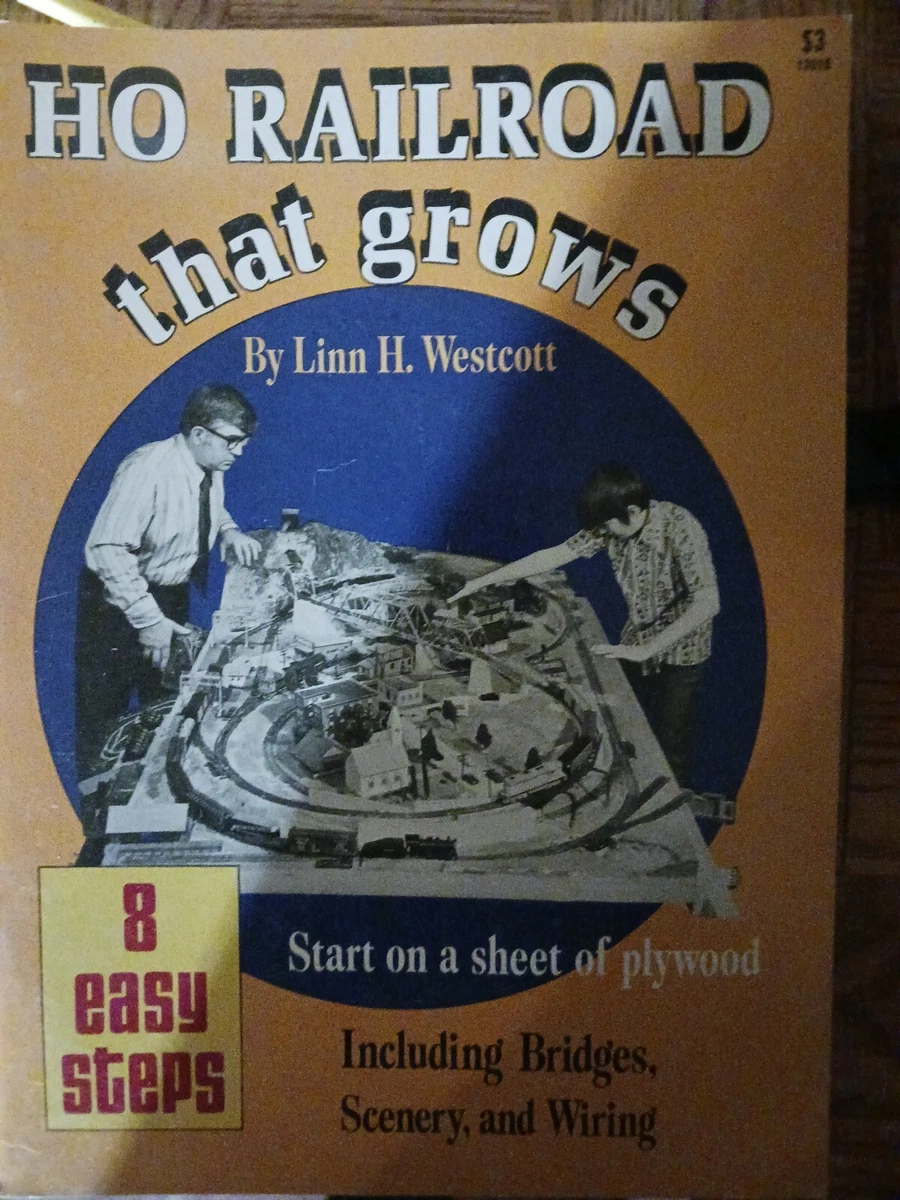 $3
HO RAILROAD
that grows
By Linn H. Westcott
8
easy
steps
Start on a sheet of plywood
Including Bridges,
Scenery, and Wiring